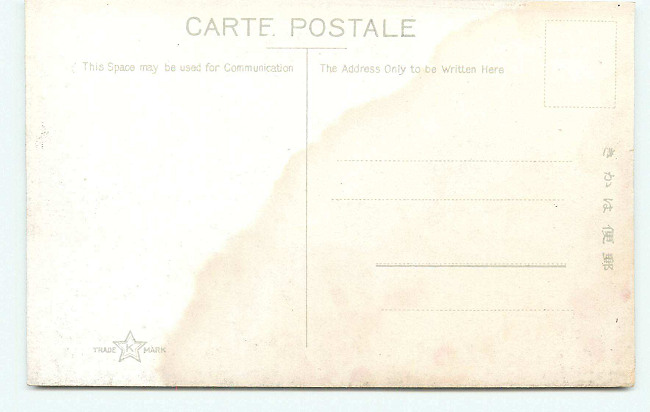 CARTE POSTALE
This Space may be used for Communication
The Address Only to be Written Here
きかは便郵
TRADE K MARK